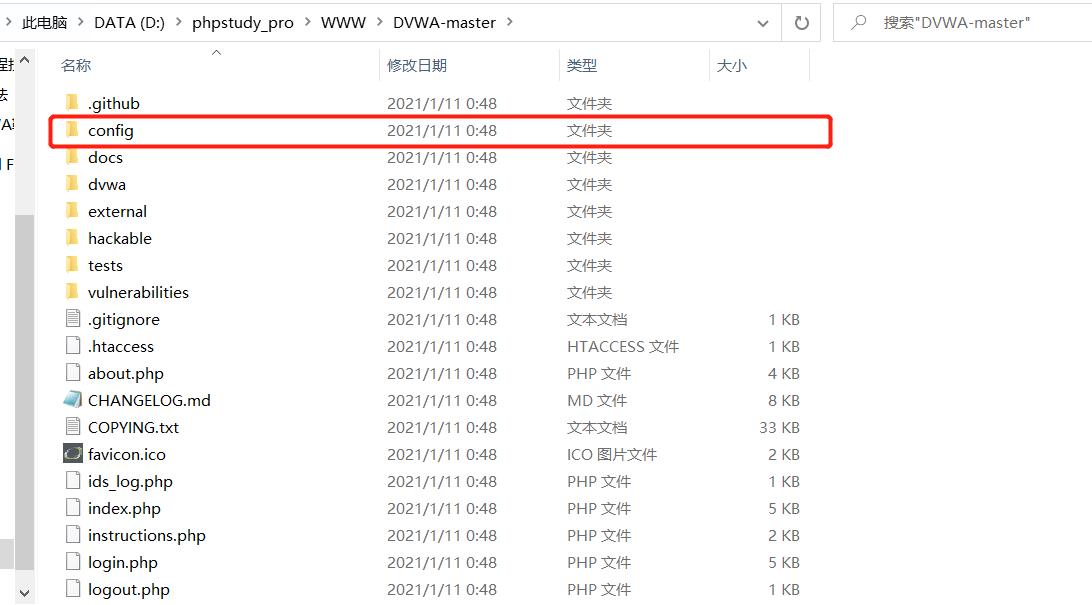 此电脑 > DATA (D:) > phpstudy_pro > WWW > DVWA-master >
搜索"DVWA-master"
名称 修改日期 类型 大小
.github 2021/1/11 0:48 文件夹
config 2021/1/11 0:48 文件夹
docs 2021/1/11 0:48 文件夹
dvwa 2021/1/11 0:48 文件夹
external 2021/1/11 0:48 文件夹
hackable 2021/1/11 0:48 文件夹
tests 2021/1/11 0:48 文件夹
vulnerabilities 2021/1/11 0:48 文件夹
.gitignore 2021/1/11 0:48 文本文档 1 KB
.htaccess 2021/1/11 0:48 HTACCESS 文件 1 KB
about.php 2021/1/11 0:48 PHP 文件 4 KB
CHANGELOG.md 2021/1/11 0:48 MD 文件 8 KB
COPYING.txt 2021/1/11 0:48 文本文档 33 KB
favicon.ico 2021/1/11 0:48 ICO 图片文件 2 KB
ids_log.php 2021/1/11 0:48 PHP 文件 1 KB
index.php 2021/1/11 0:48 PHP 文件 5 KB
instructions.php 2021/1/11 0:48 PHP 文件 2 KB
login.php 2021/1/11 0:48 PHP 文件 5 KB
logout.php 2021/1/11 0:48 PHP 文件 1 KB